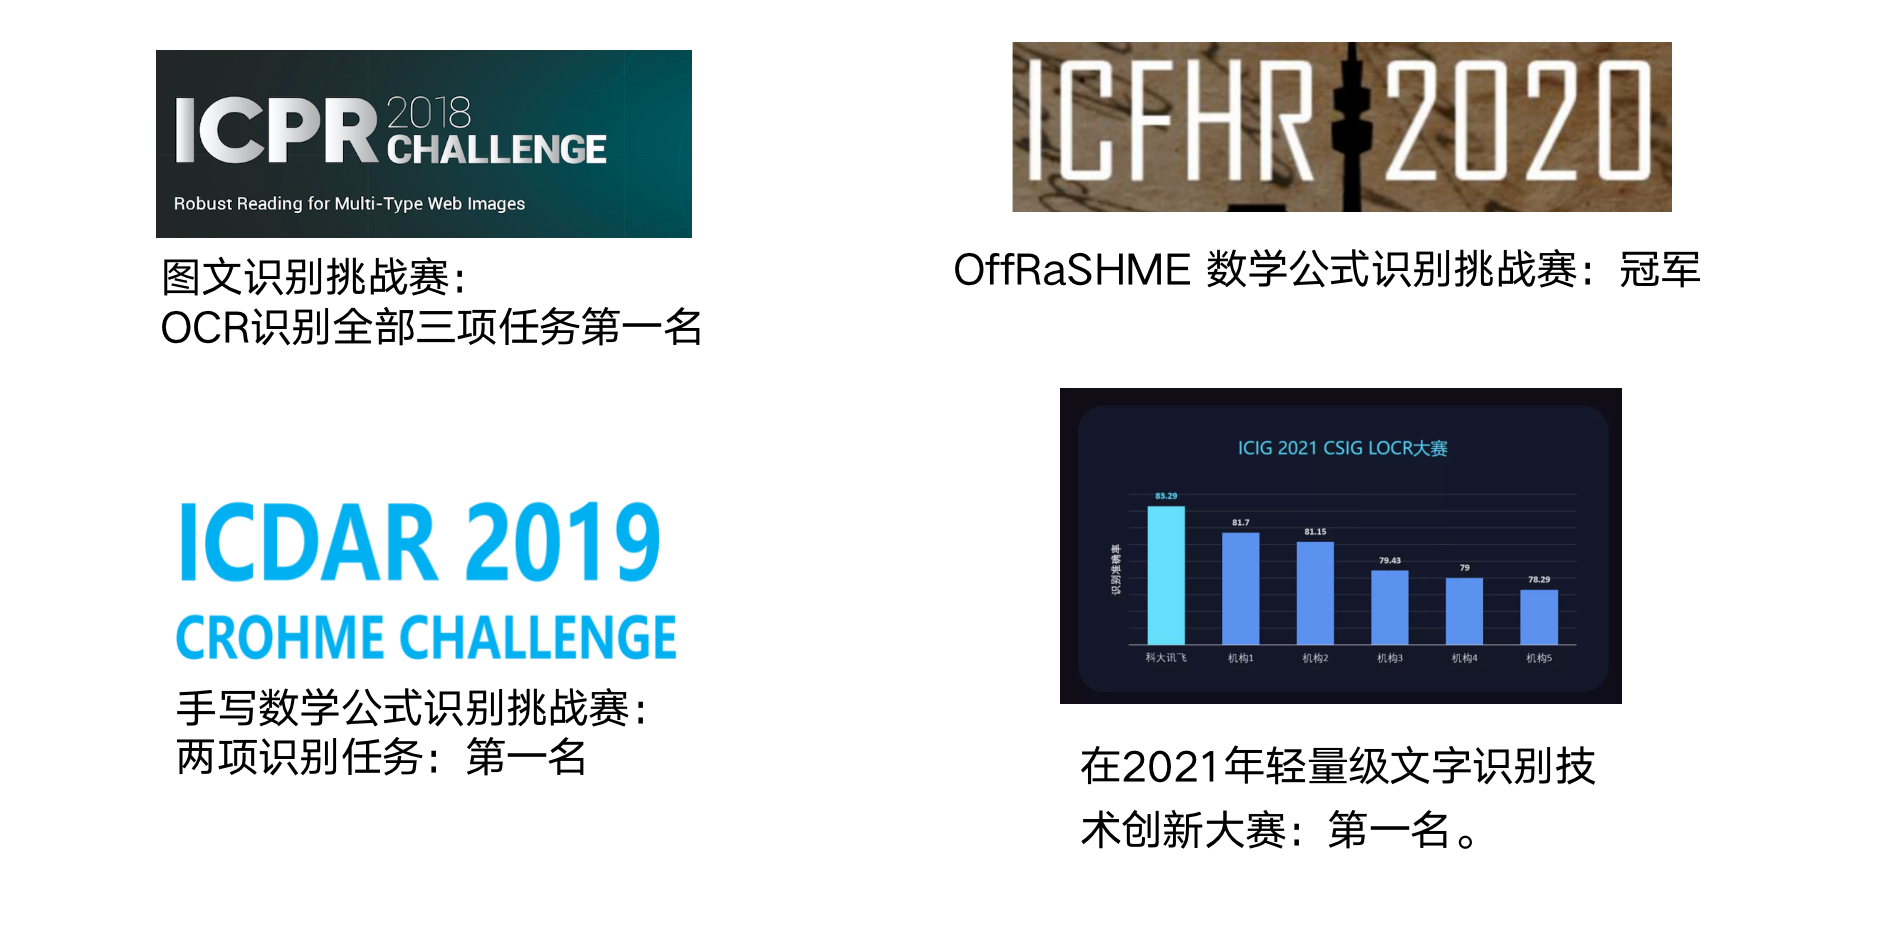 ICPR 2018 CHALLENGE
Robust Reading for Multi-Type Web Images
图文识别挑战赛：
OCR识别全部三项任务第一名
ICFHR 2020
OffRaSHME 数学公式识别挑战赛：冠军
ICDAR 2019
CROHME CHALLENGE
手写数学公式识别挑战赛：
两项识别任务：第一名
ICIG 2021 CSIG LOCR大赛
识别准确率
83.29
81.7
81.15
79.43
79
78.29
科大讯飞 机构1 机构2 机构3 机构4 机构5
在2021年轻量级文字识别技
术创新大赛：第一名。